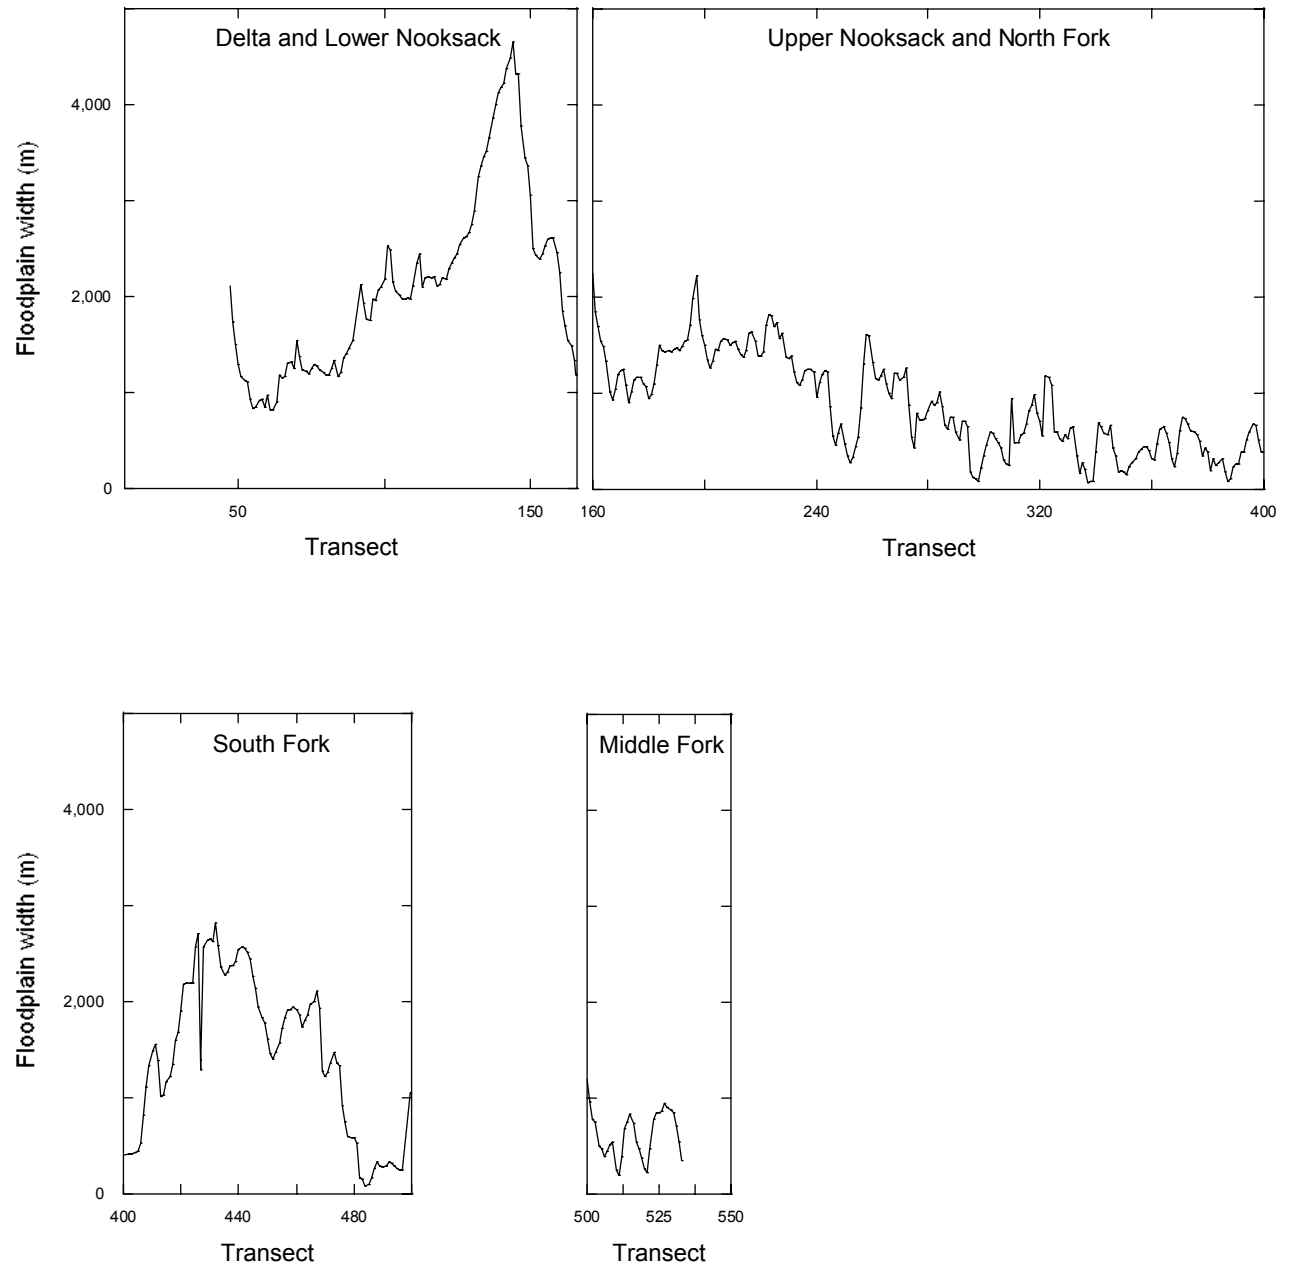 Delta and Lower Nooksack
Upper Nooksack and North Fork
Floodplain width (m)
4,000
2,000
0
50
150
160
240
320
400
Transect
Transect
South Fork
Middle Fork
Floodplain width (m)
4,000
2,000
0
400
440
480
500
525
550
Transect
Transect